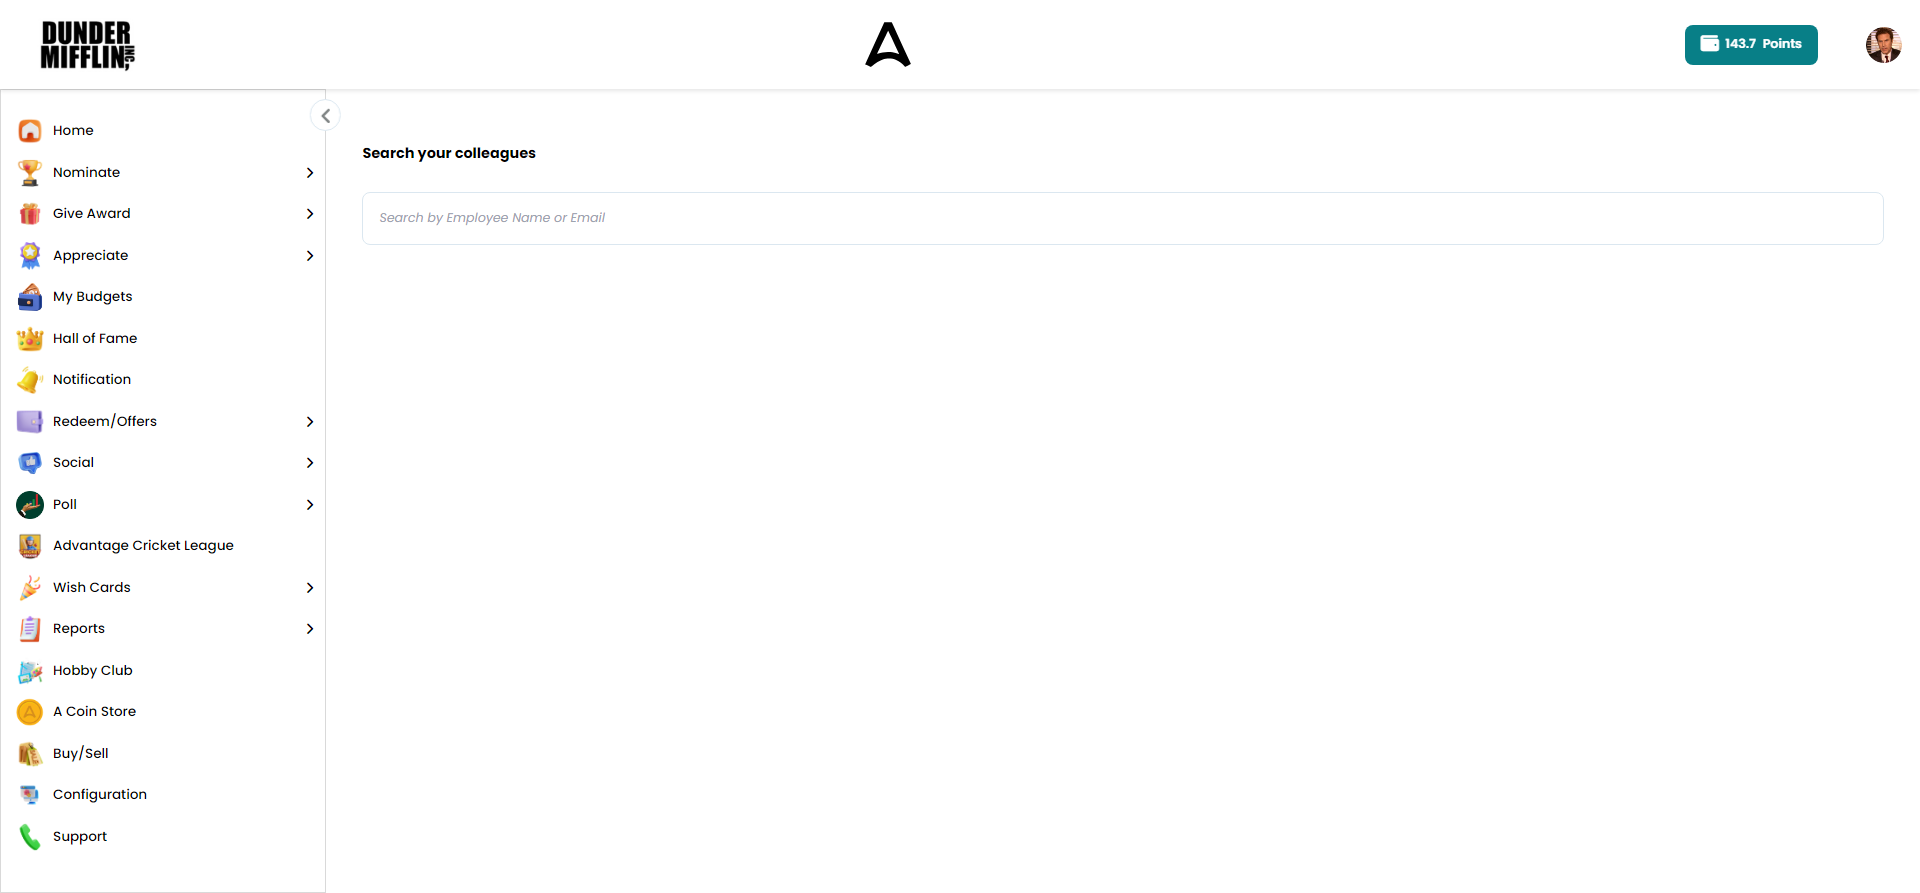 DUNDER
MIFFLIN INC,
143.7 Points
Home
Search your colleagues
Nominate
Give Award
Search by Employee Name or Email
Appreciate
My Budgets
Hall of Fame
Notification
Redeem/Offers
Social
Poll
Advantage Cricket League
Wish Cards
Reports
Hobby Club
A Coin Store
Buy/Sell
Configuration
Support